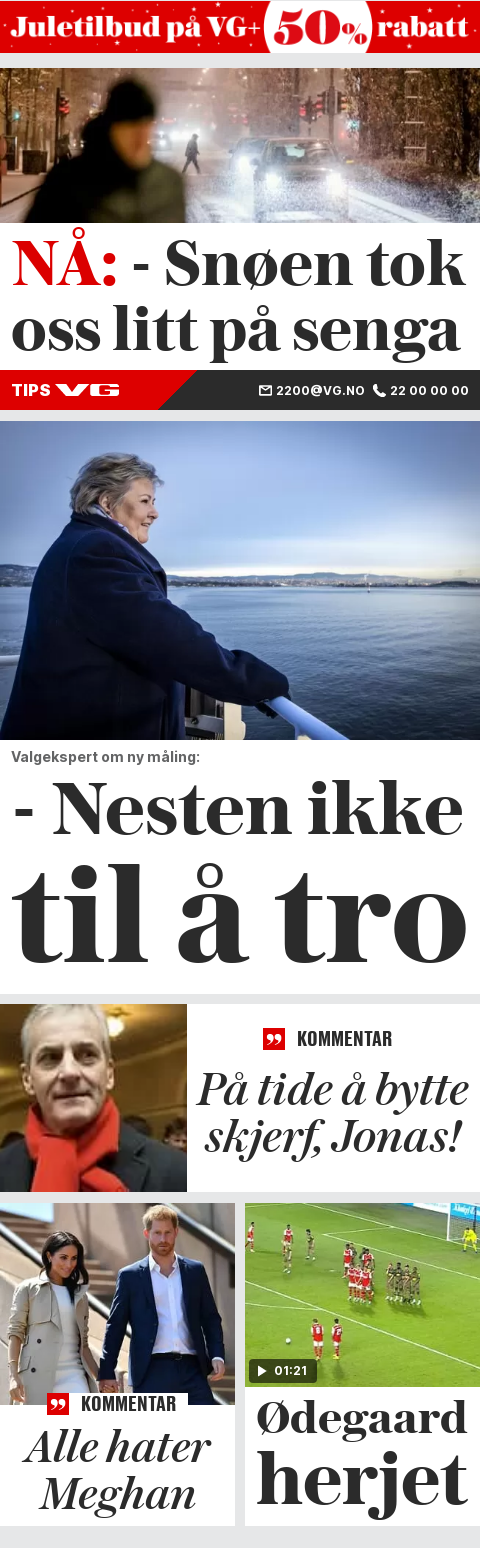 Juletilbud på VG+ 50% rabatt
NÅ: - Snøen tok
oss litt på senga
TIPS VG 2200@VG.NO 22 00 00 00
Valgekspert om ny måling:
- Nesten ikke
til å tro
KOMMENTAR
På tide å bytte
skjerf, Jonas!
KOMMENTAR
Alle hater
Meghan
01:21
Ødegaard
herjet